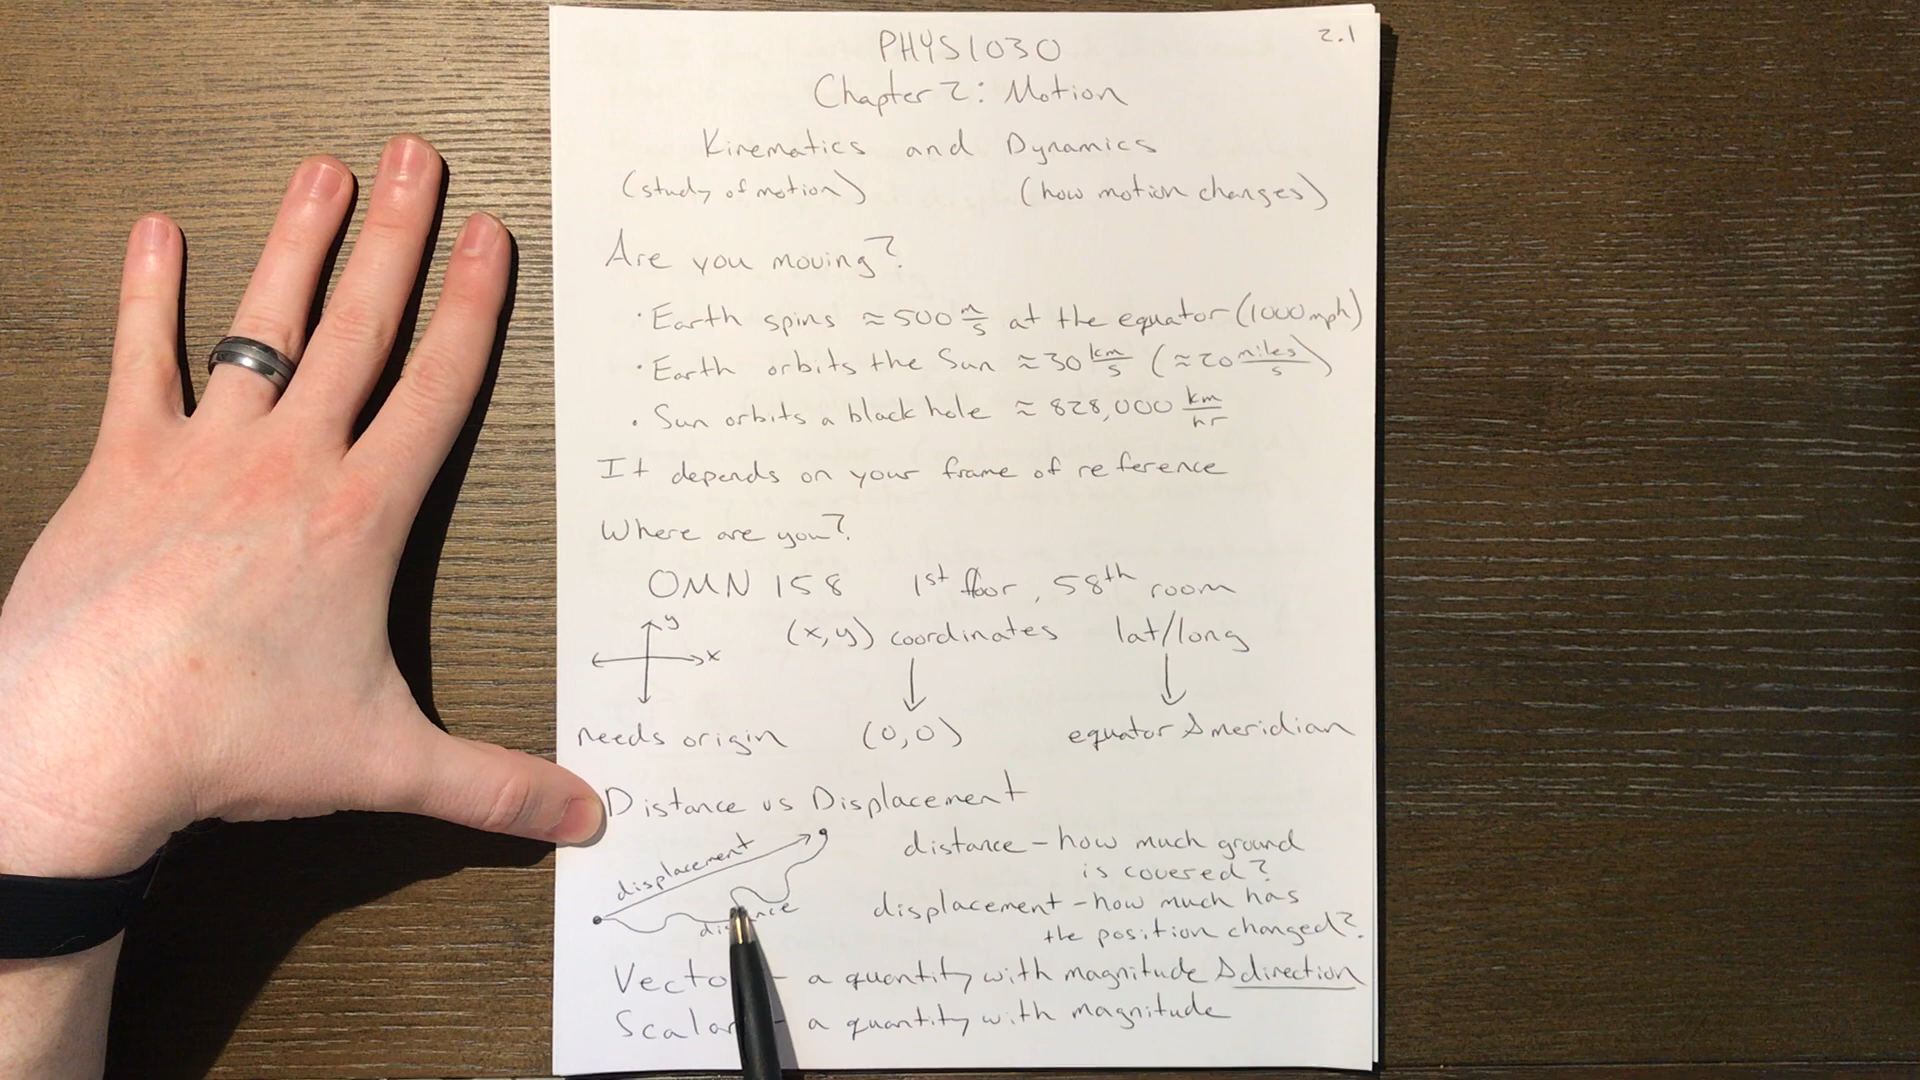 2.1
PHYS1030
Chapter 2: Motion
Kinematics and Dynamics
(study of motion) (how motion changes)
Are you moving?
· Earth spins ≈ 500 m/s at the equator (1000 mph)
· Earth orbits the Sun ≈ 30 km/s (≈ 20 miles/s)
· Sun orbits a black hole ≈ 828,000 km/hr
It depends on your frame of reference
Where are you?
OMN 158 1st floor, 58th room
y
x
(x,y) coordinates lat/long
needs origin (0,0) equator & meridian
Distance vs Displacement
displacement
distance – how much ground
is covered?
displacement – how much has
the position changed?
Vector – a quantity with magnitude & direction
Scalar – a quantity with magnitude